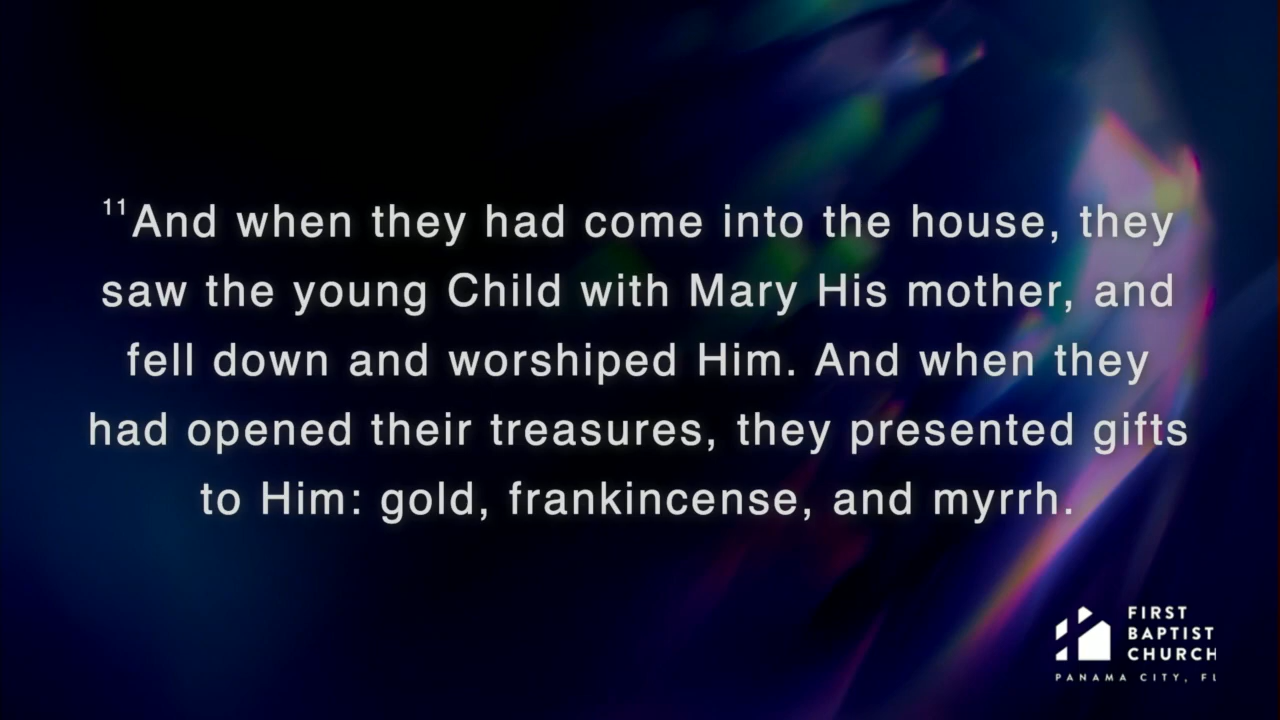 ¹¹And when they had come into the house, they
saw the young Child with Mary His mother, and
fell down and worshiped Him. And when they
had opened their treasures, they presented gifts
to Him: gold, frankincense, and myrrh.
FIRST
BAPTIST
CHURCH
PANAMA CITY, FL